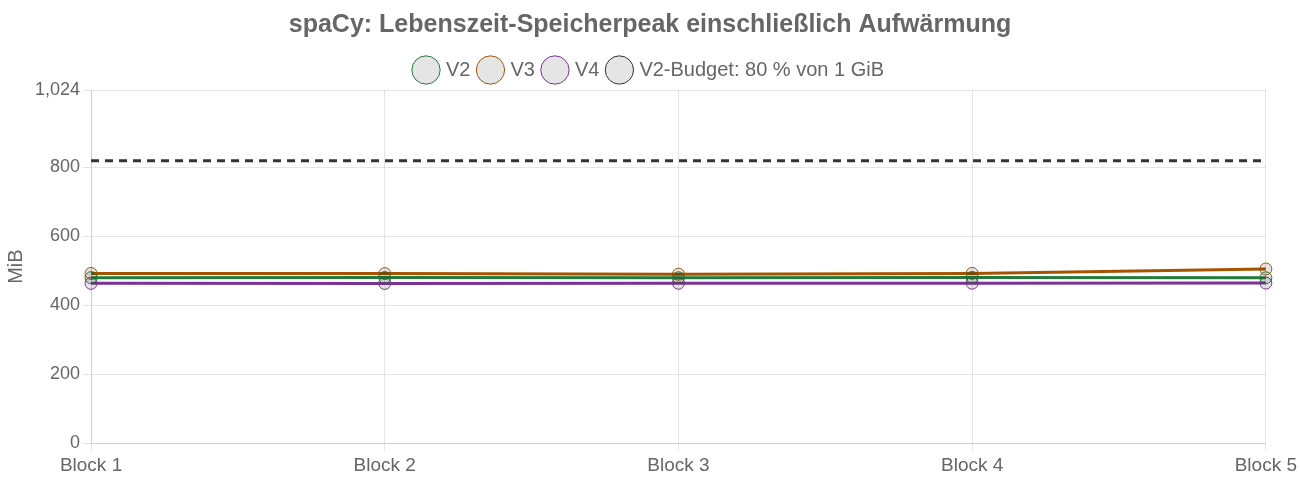 spaCy: Lebenszeit-Speicherpeak einschließlich Aufwärmung
V2 V3 V4 V2-Budget: 80 % von 1 GiB
1,024
800
600
400
200
0
MiB
Block 1 Block 2 Block 3 Block 4 Block 5